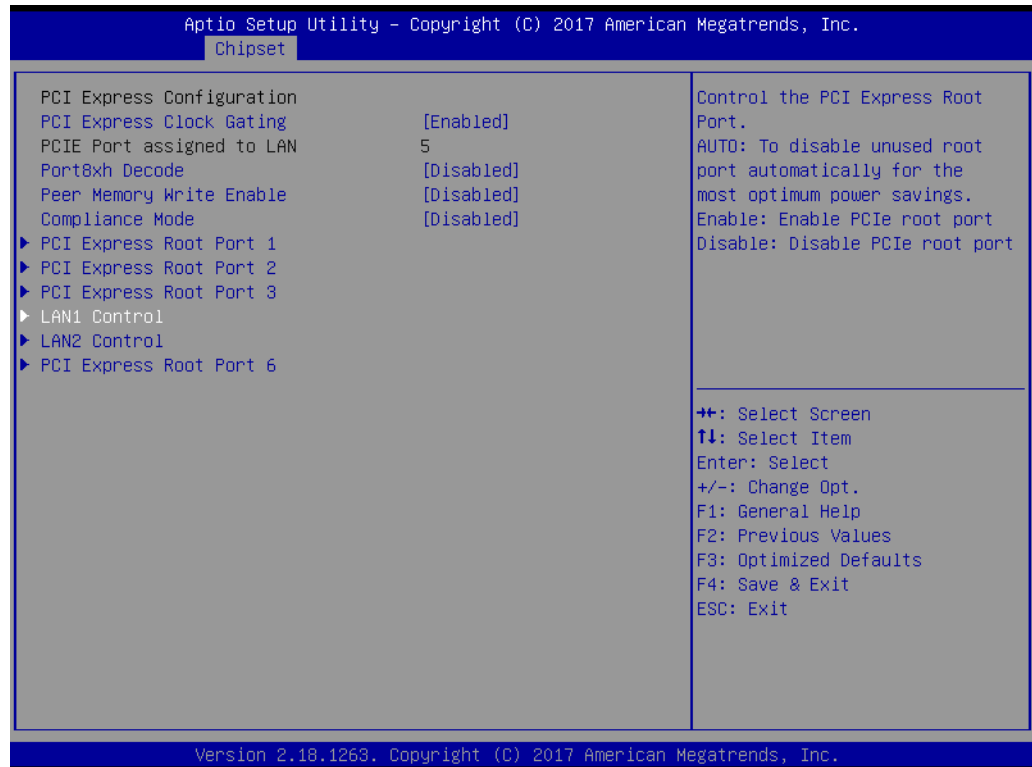 Aptio Setup Utility – Copyright (C) 2017 American Megatrends, Inc.
Chipset
PCI Express Configuration
PCI Express Clock Gating [Enabled]
PCIE Port assigned to LAN 5
Port8xh Decode [Disabled]
Peer Memory Write Enable [Disabled]
Compliance Mode [Disabled]
▶ PCI Express Root Port 1
▶ PCI Express Root Port 2
▶ PCI Express Root Port 3
▶ LAN1 Control
▶ LAN2 Control
▶ PCI Express Root Port 6
Control the PCI Express Root
Port.
AUTO: To disable unused root
port automatically for the
most optimum power savings.
Enable: Enable PCIe root port
Disable: Disable PCIe root port
→←: Select Screen
↑↓: Select Item
Enter: Select
+/-: Change Opt.
F1: General Help
F2: Previous Values
F3: Optimized Defaults
F4: Save & Exit
ESC: Exit
Version 2.18.1263. Copyright (C) 2017 American Megatrends, Inc.